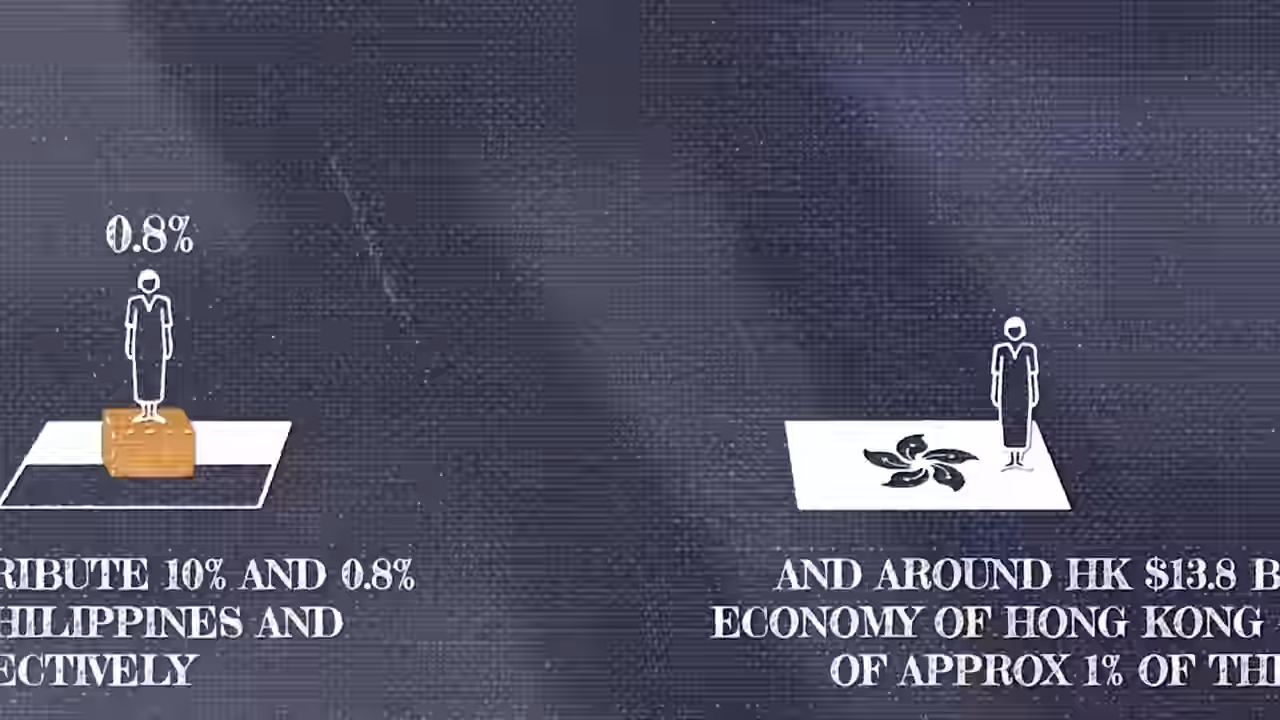 0.8%
RIBUTE 10% AND 0.8%
HILIPPINES AND
ECTIVELY
AND AROUND HK $13.8 B
ECONOMY OF HONG KONG
OF APPROX 1% OF THE